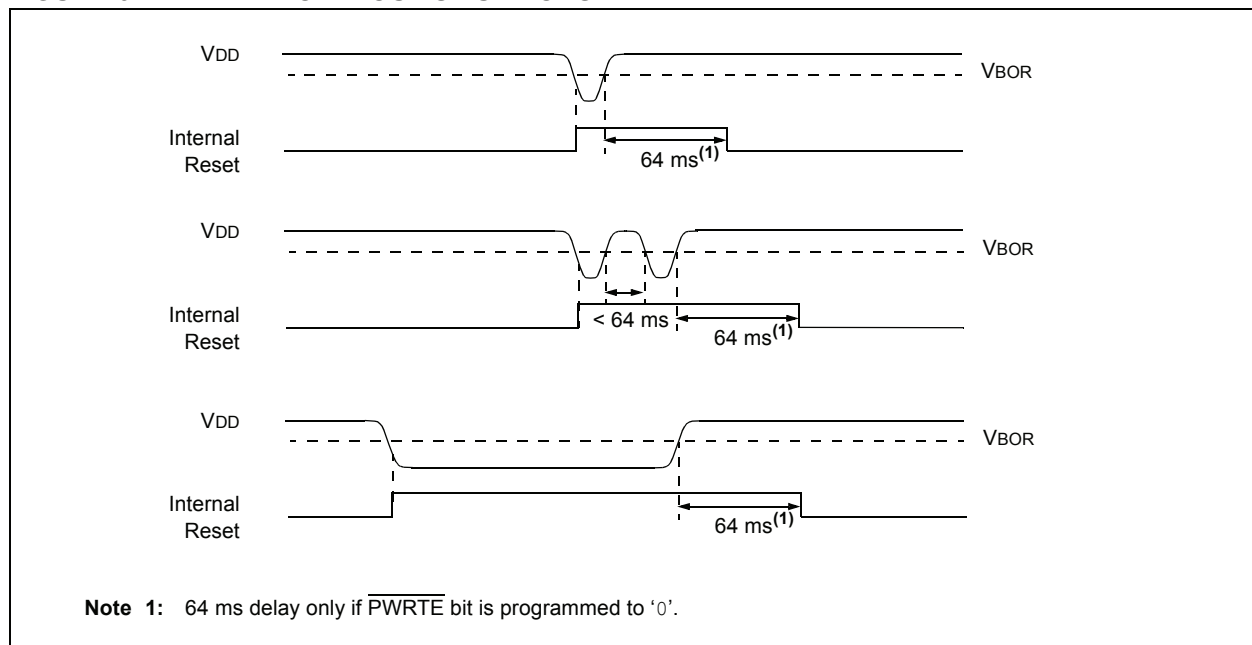 VDD
VBOR
Internal
Reset
64 ms(1)
VDD
VBOR
Internal
Reset
< 64 ms
64 ms(1)
VDD
VBOR
Internal
Reset
64 ms(1)
Note 1: 64 ms delay only if PWRTE bit is programmed to ‘0’.